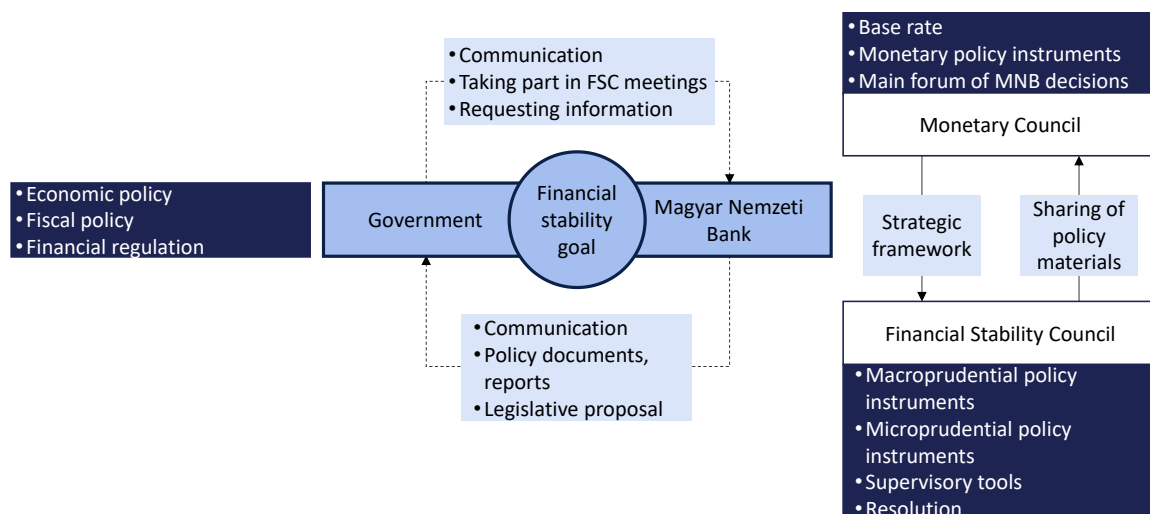 • Communication
• Taking part in FSC meetings
• Requesting information
• Economic policy
• Fiscal policy
• Financial regulation
Government
Financial
stability
goal
Magyar Nemzeti
Bank
• Communication
• Policy documents,
reports
• Legislative proposal
• Base rate
• Monetary policy instruments
• Main forum of MNB decisions
Monetary Council
Strategic
framework
Sharing of
policy
materials
Financial Stability Council
• Macroprudential policy
instruments
• Microprudential policy
instruments
• Supervisory tools
• Resolution